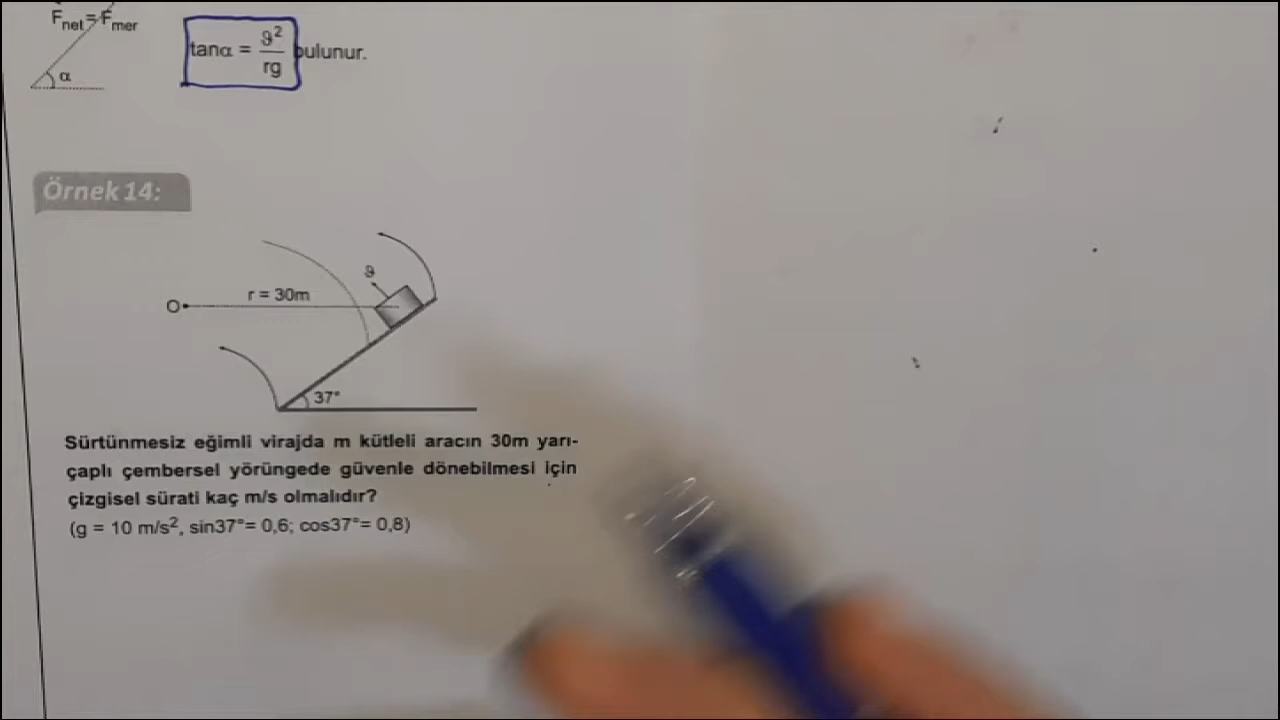 Fnet=Fmer
α
tanα = ϑ²/rg bulunur.
Örnek 14:
ϑ
O r = 30m
37°
Sürtünmesiz eğimli virajda m kütleli aracın 30m yarı-
çaplı çembersel yörüngede güvenle dönebilmesi için
çizgisel sürati kaç m/s olmalıdır?
(g = 10 m/s², sin37°= 0,6; cos37°= 0,8)